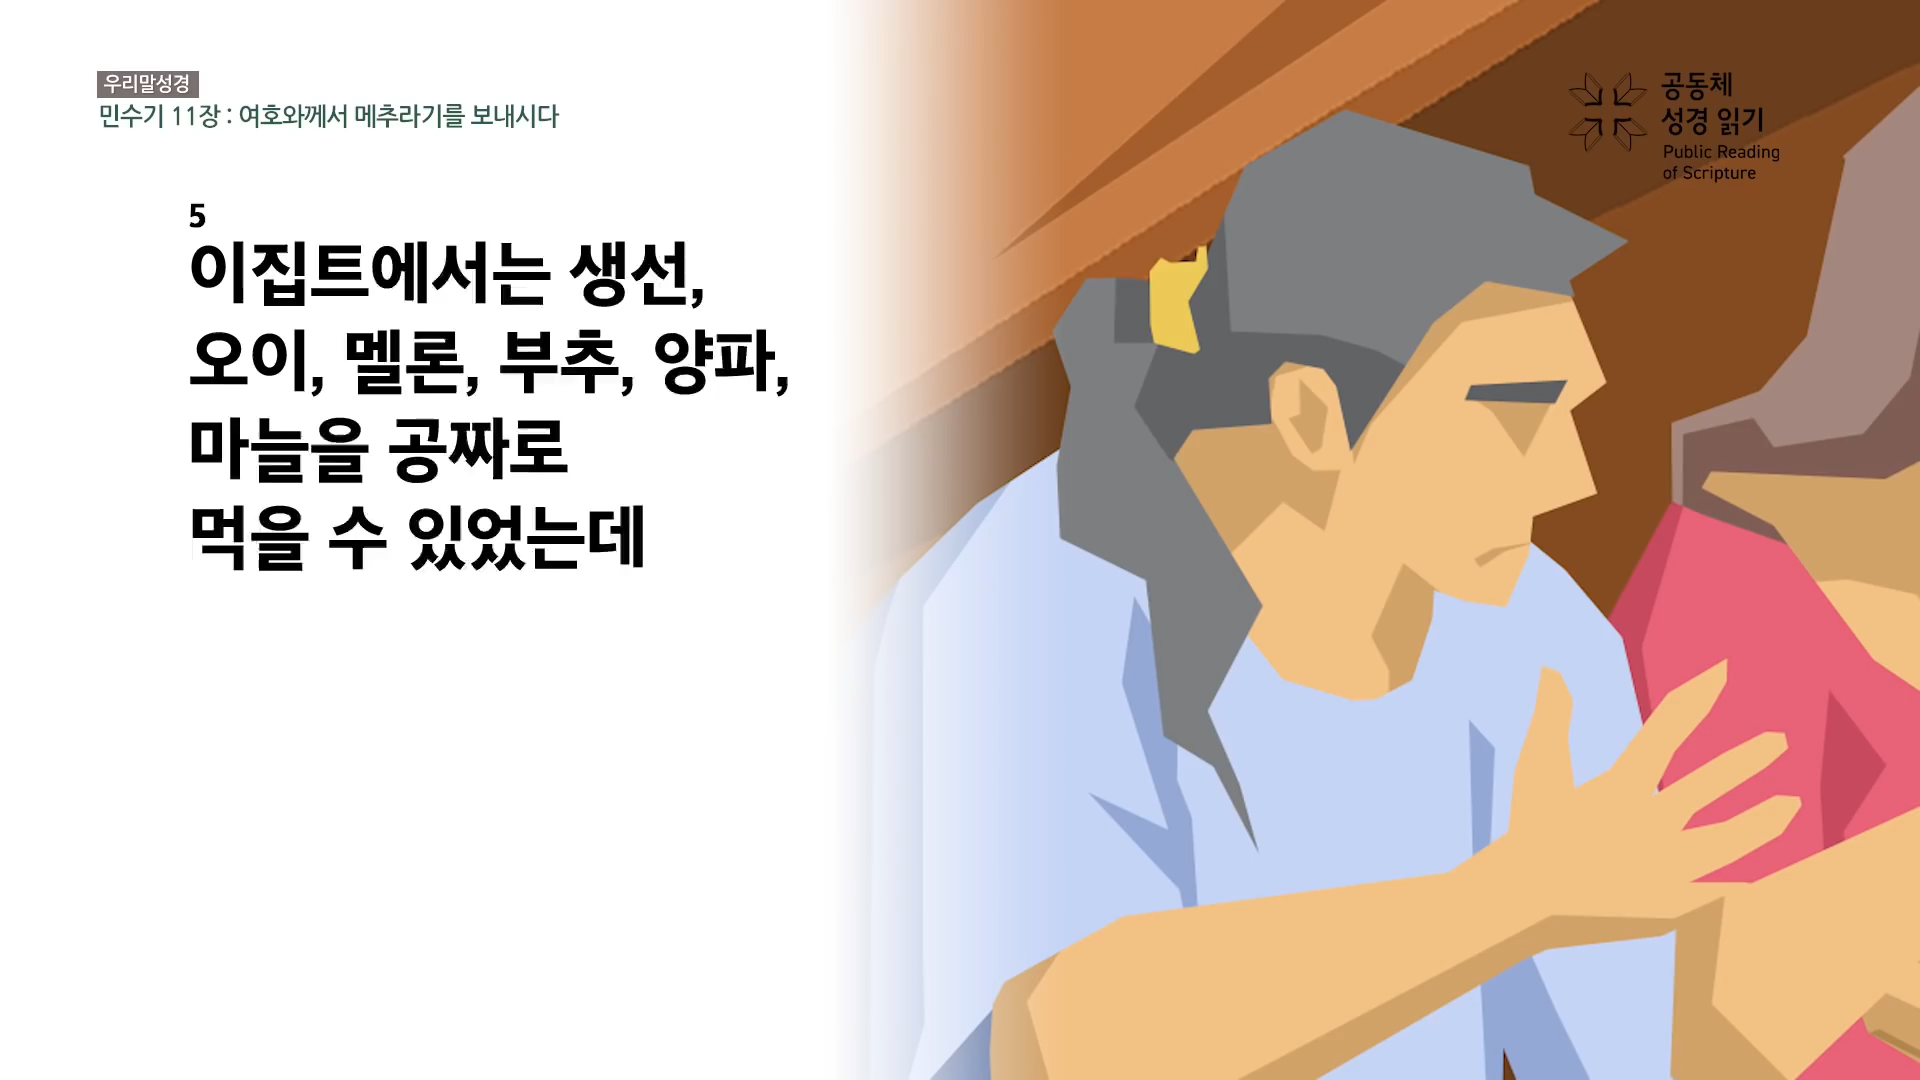 우리말성경
민수기 11장 : 여호와께서 메추라기를 보내시다
공동체
성경 읽기
Public Reading
of Scripture
5
이집트에서는 생선,
오이, 멜론, 부추, 양파,
마늘을 공짜로
먹을 수 있었는데